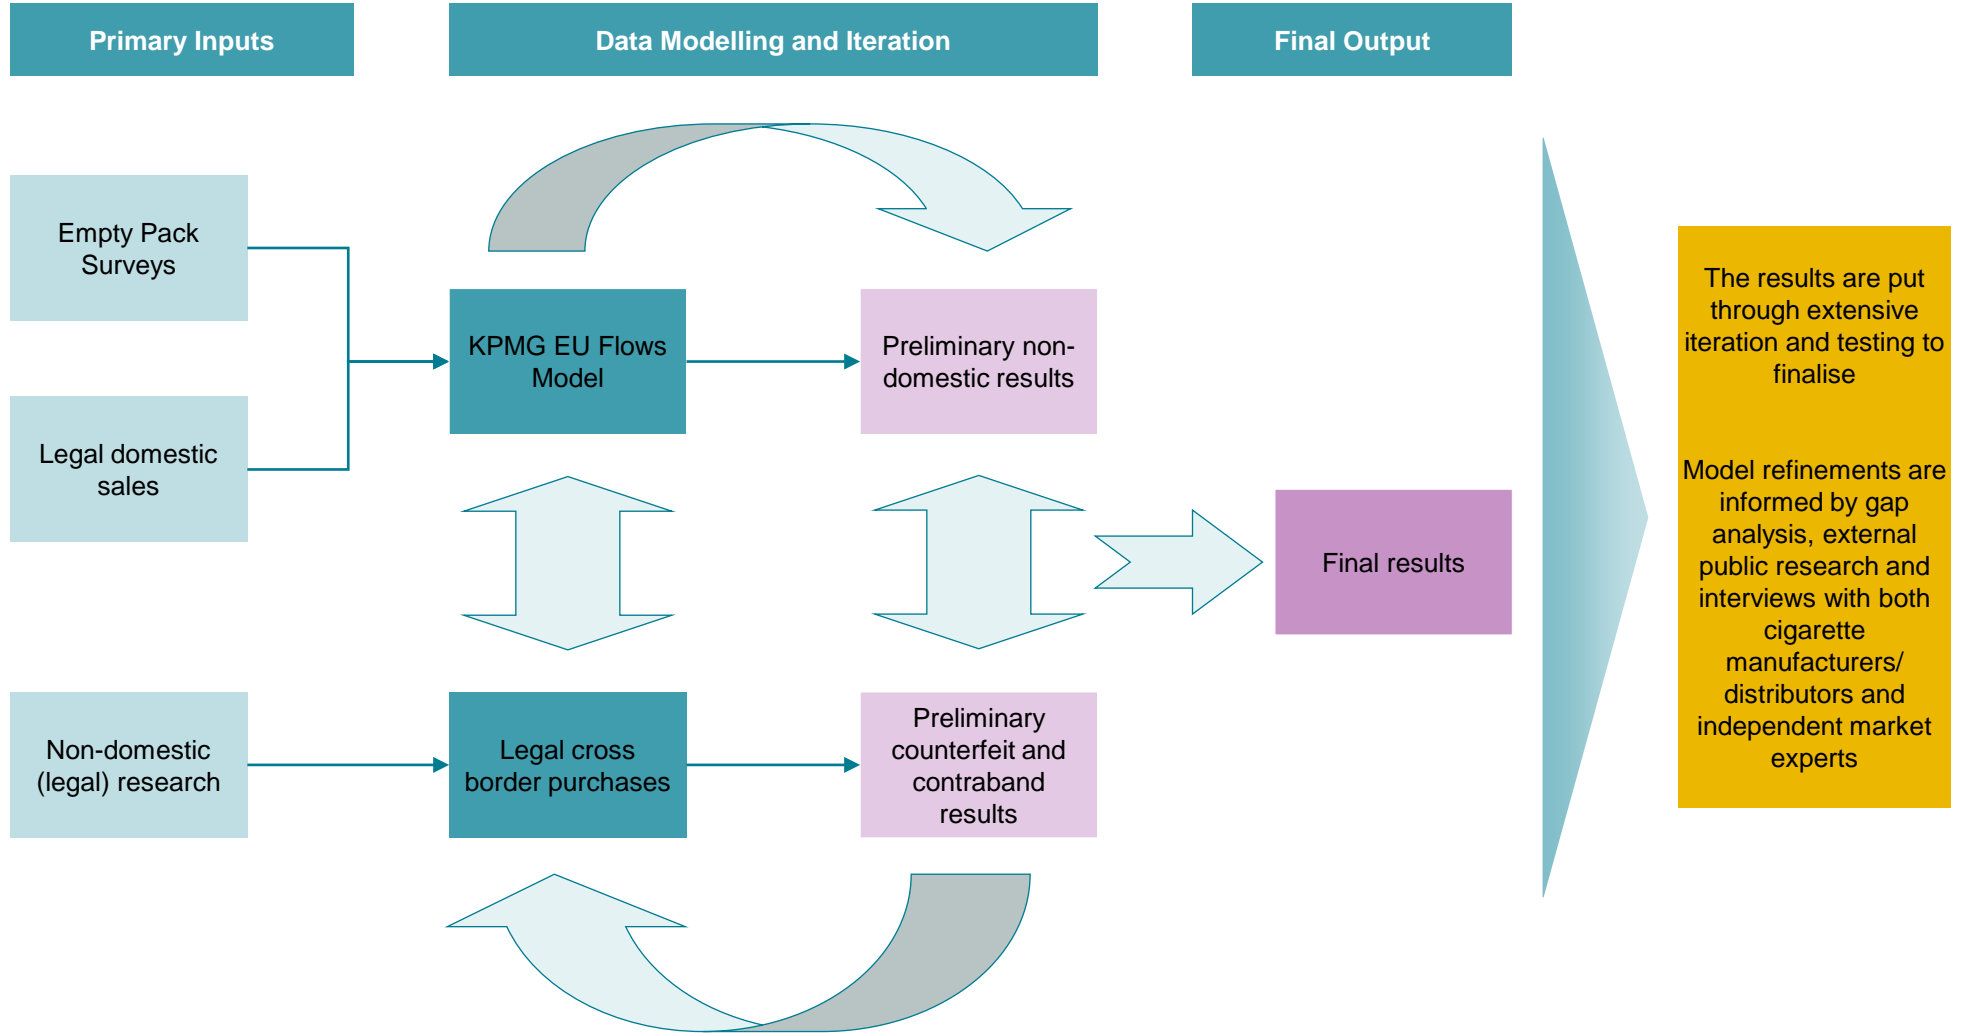 Primary Inputs
Data Modelling and Iteration
Final Output
Empty Pack
Surveys
Legal domestic
sales
Non-domestic
(legal) research
KPMG EU Flows
Model
Preliminary non-
domestic results
Legal cross
border purchases
Preliminary
counterfeit and
contraband
results
Final results
The results are put
through extensive
iteration and testing to
finalise
Model refinements are
informed by gap
analysis, external
public research and
interviews with both
cigarette
manufacturers/
distributors and
independent market
experts